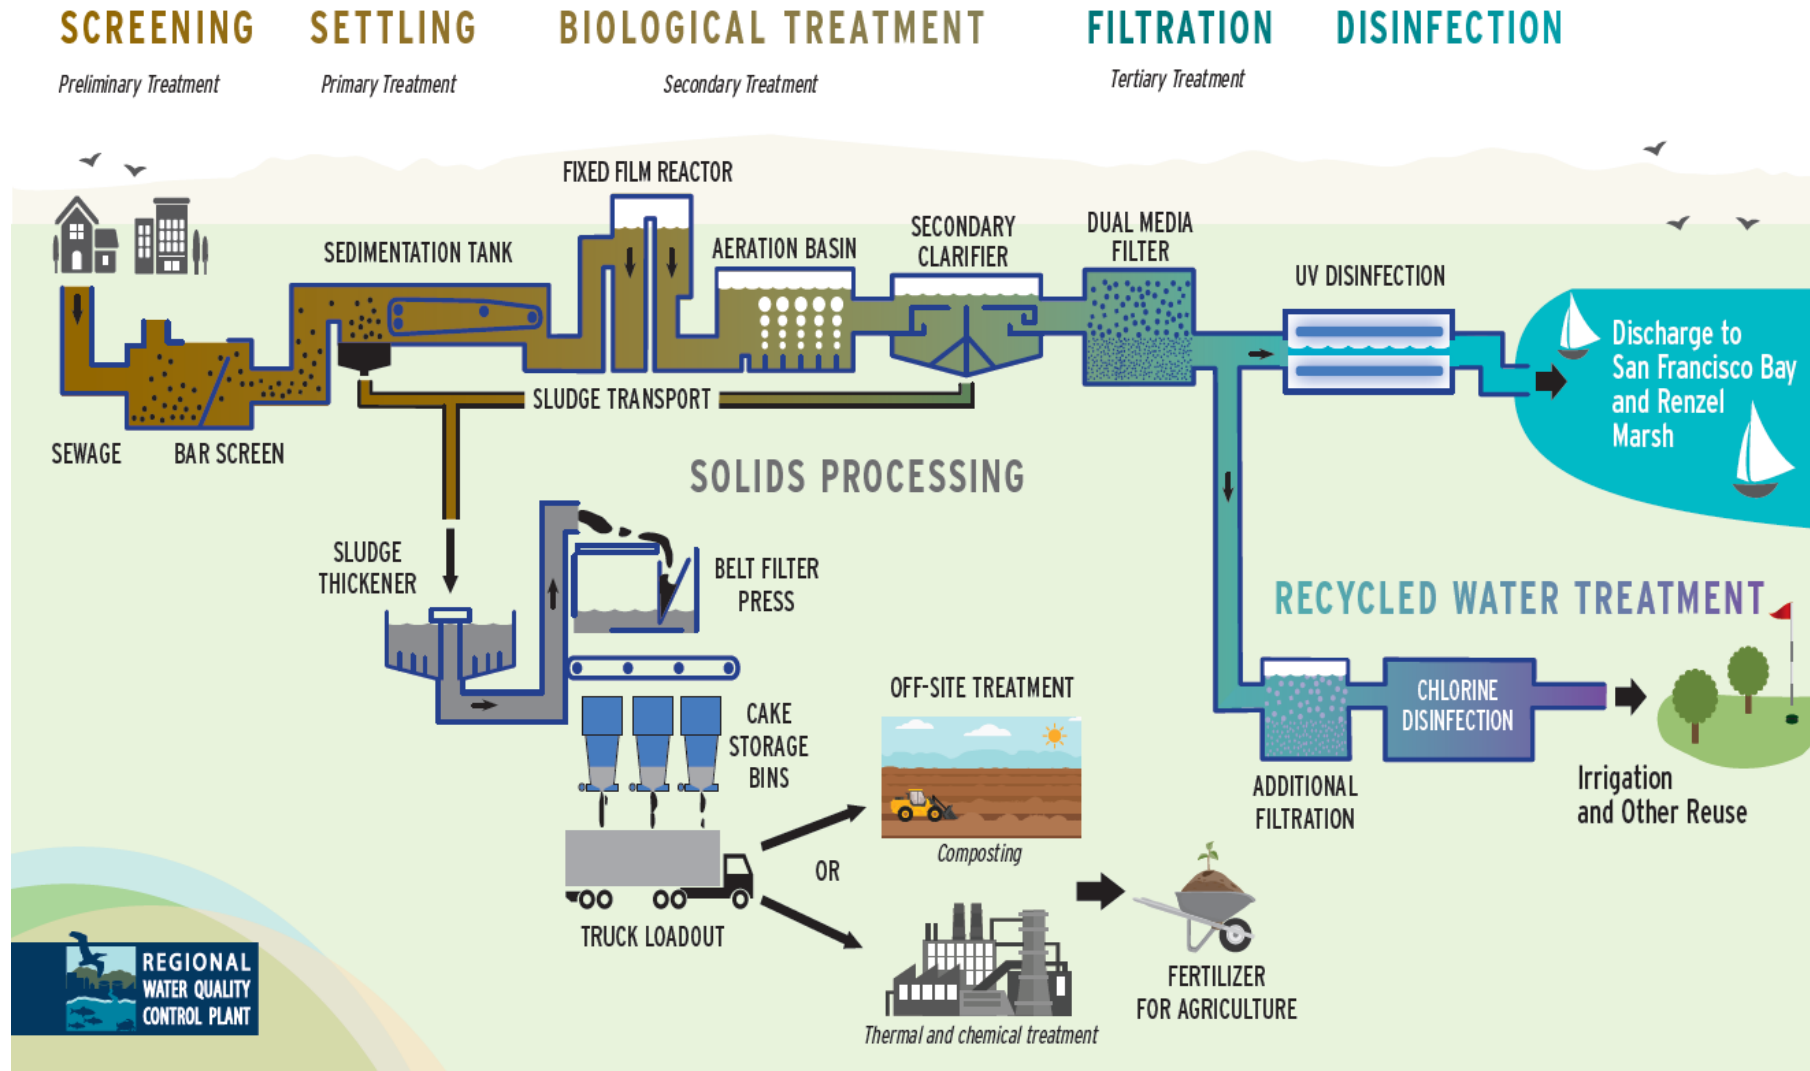 SCREENING
Preliminary Treatment
SETTLING
Primary Treatment
BIOLOGICAL TREATMENT
Secondary Treatment
FILTRATION
Tertiary Treatment
DISINFECTION
SEWAGE
BAR SCREEN
SEDIMENTATION TANK
FIXED FILM REACTOR
AERATION BASIN
SECONDARY
CLARIFIER
DUAL MEDIA
FILTER
UV DISINFECTION
Discharge to
San Francisco Bay
and Renzel
Marsh
SLUDGE TRANSPORT
SOLIDS PROCESSING
SLUDGE
THICKENER
BELT FILTER
PRESS
CAKE
STORAGE
BINS
TRUCK LOADOUT
OFF-SITE TREATMENT
Composting
OR
Thermal and chemical treatment
FERTILIZER
FOR AGRICULTURE
RECYCLED WATER TREATMENT
ADDITIONAL
FILTRATION
CHLORINE
DISINFECTION
Irrigation
and Other Reuse
REGIONAL
WATER QUALITY
CONTROL PLANT